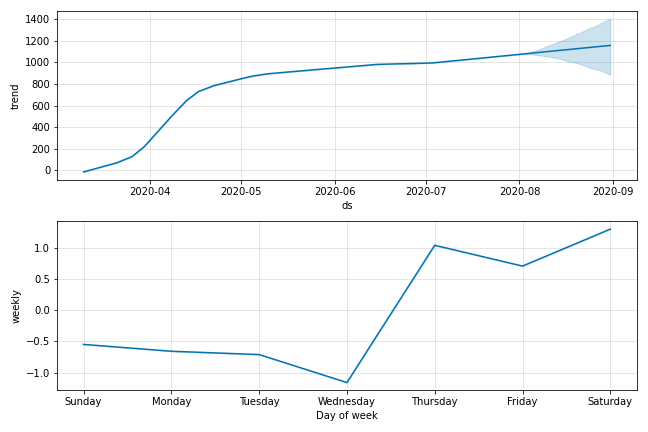 1400
1200
1000
800
600
400
200
0
trend
2020-04 2020-05 2020-06 2020-07 2020-08 2020-09
ds
1.0
0.5
0.0
−0.5
−1.0
weekly
Sunday Monday Tuesday Wednesday Thursday Friday Saturday
Day of week